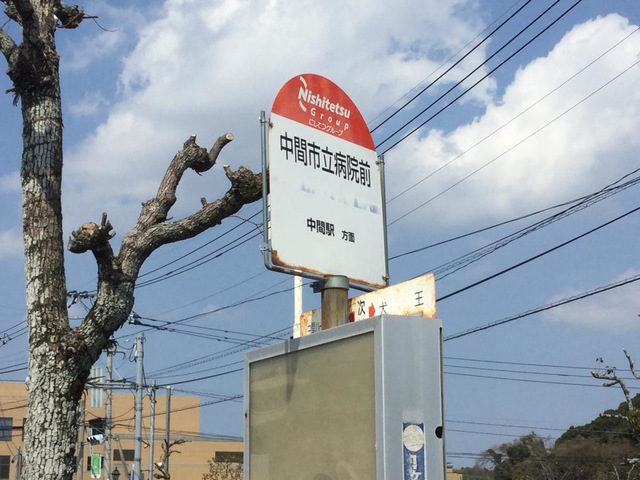 Nishitetsu
Group
にしてつグループ
中間市立病院前
中間駅 方面
次 犬王